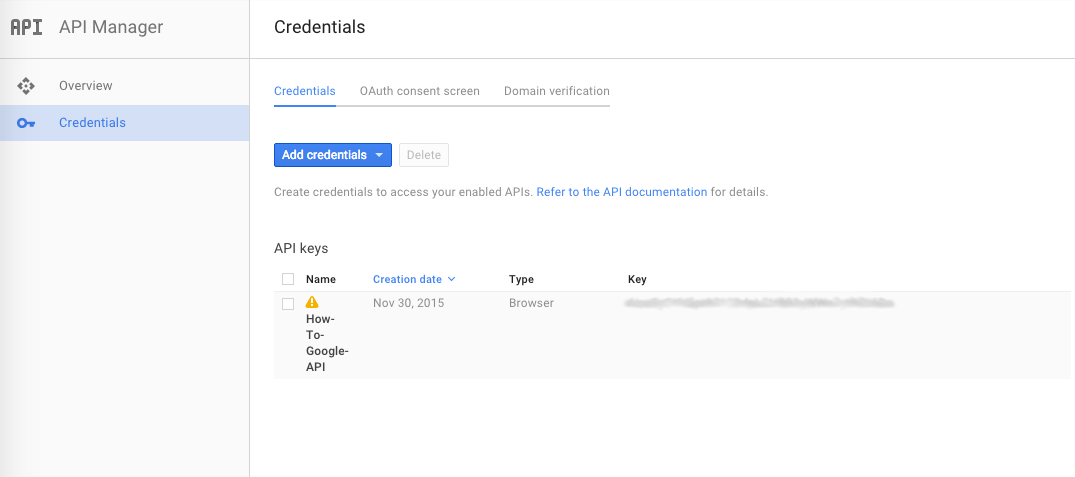 API API Manager
Credentials
Overview
Credentials
Credentials OAuth consent screen Domain verification
Add credentials Delete
Create credentials to access your enabled APIs. Refer to the API documentation for details.
API keys
Name Creation date Type Key
Nov 30, 2015 Browser
How-
To-
Google-
API